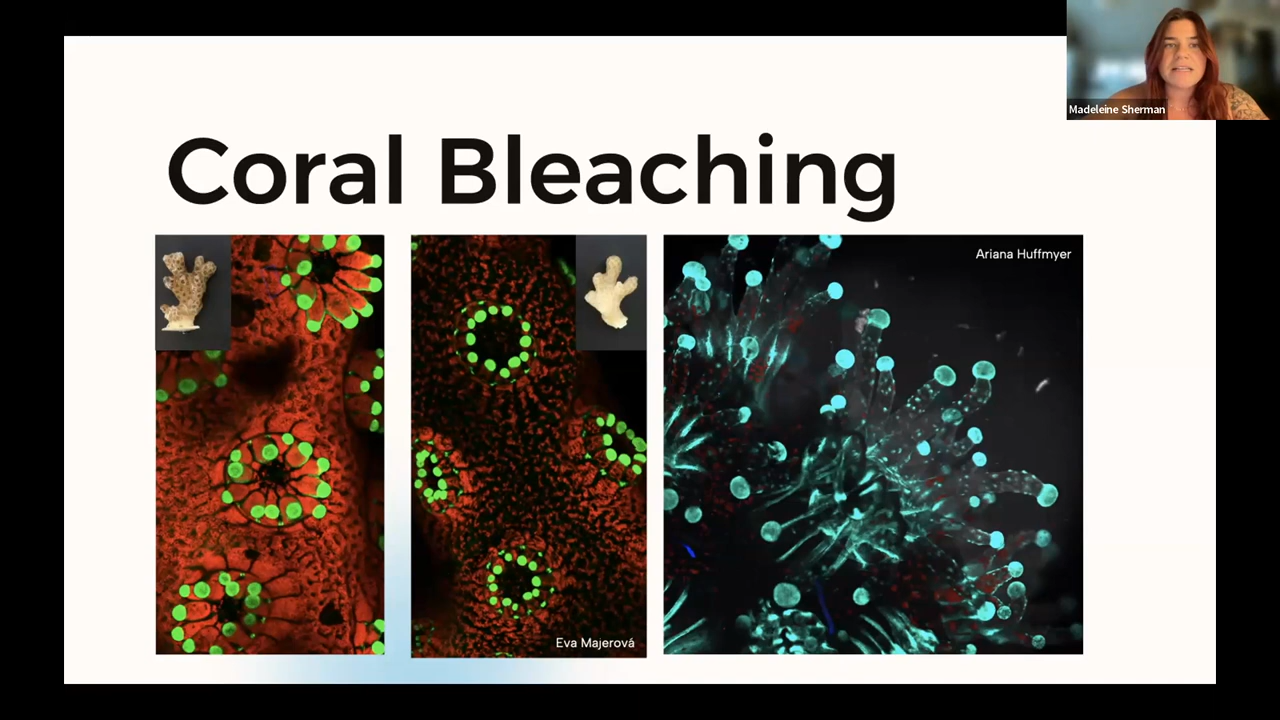 Madeleine Sherman
Coral Bleaching
Ariana Huffmyer
Eva Majerová